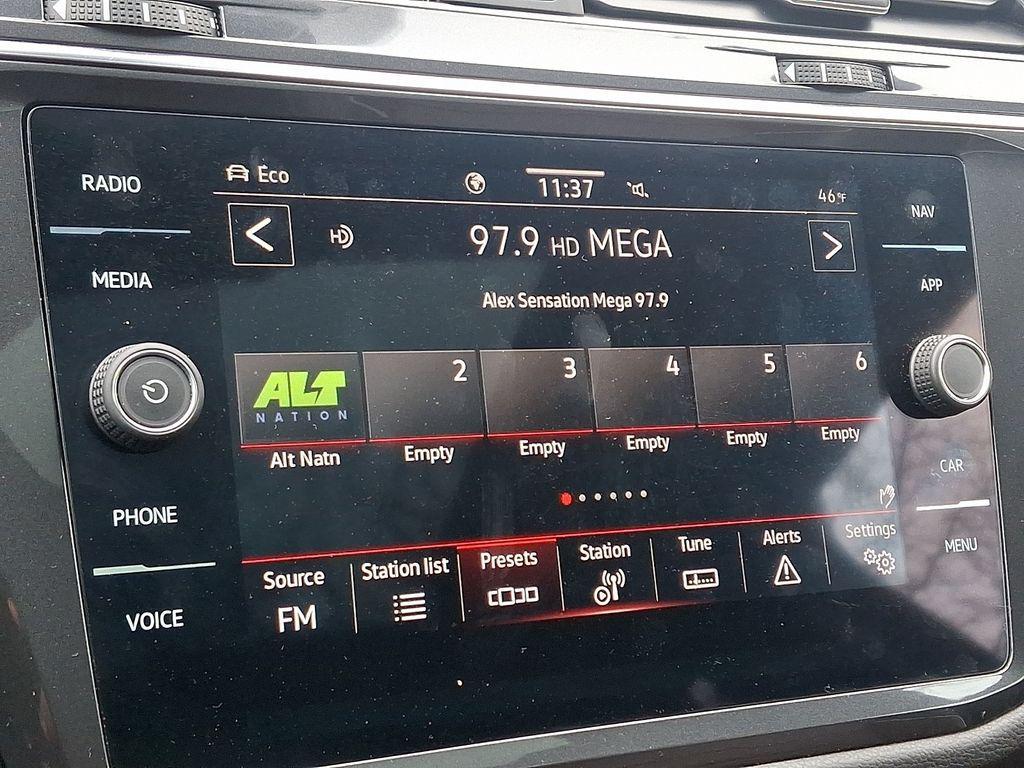 RADIO
MEDIA
PHONE
VOICE
Eco
11:37
46°F
HD
97.9 HD MEGA
Alex Sensation Mega 97.9
ALT
NATION
2
3
4
5
6
Alt Natn
Empty
Empty
Empty
Empty
Empty
Source
FM
Station list
Presets
Station
Tune
Alerts
Settings
NAV
APP
CAR
MENU